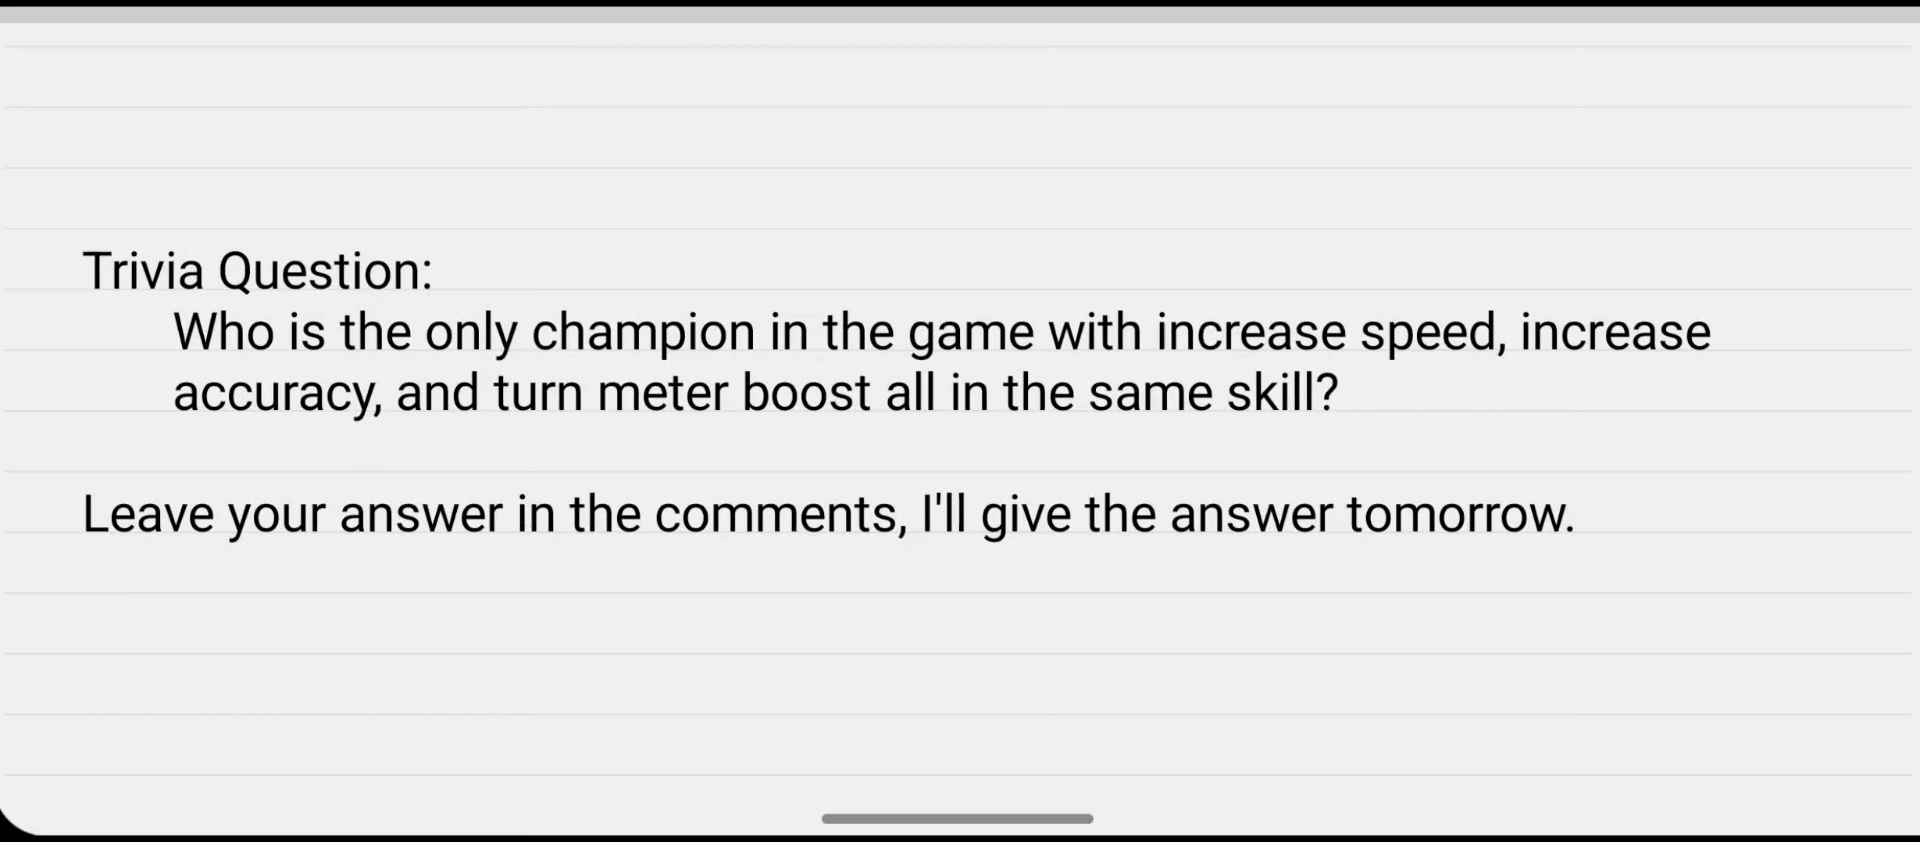 Trivia Question:
Who is the only champion in the game with increase speed, increase
accuracy, and turn meter boost all in the same skill?
Leave your answer in the comments, I'll give the answer tomorrow.